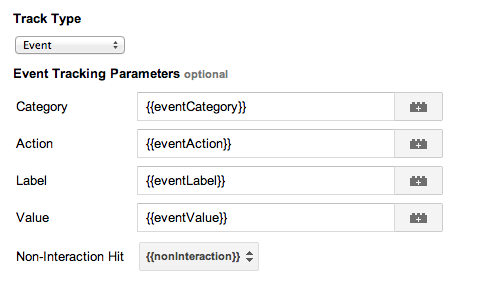 Track Type
Event
Event Tracking Parameters optional
Category {{eventCategory}}
Action {{eventAction}}
Label {{eventLabel}}
Value {{eventValue}}
Non-Interaction Hit {{nonInteraction}}